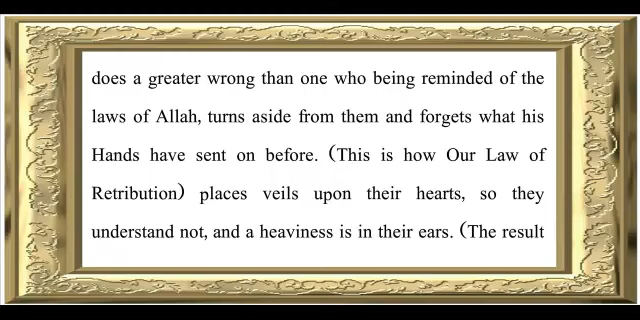 does a greater wrong than one who being reminded of the
laws of Allah, turns aside from them and forgets what his
Hands have sent on before. (This is how Our Law of
Retribution) places veils upon their hearts, so they
understand not, and a heaviness is in their ears. (The result